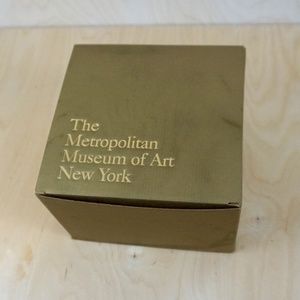 The
Metropolitan
Museum of Art
New York